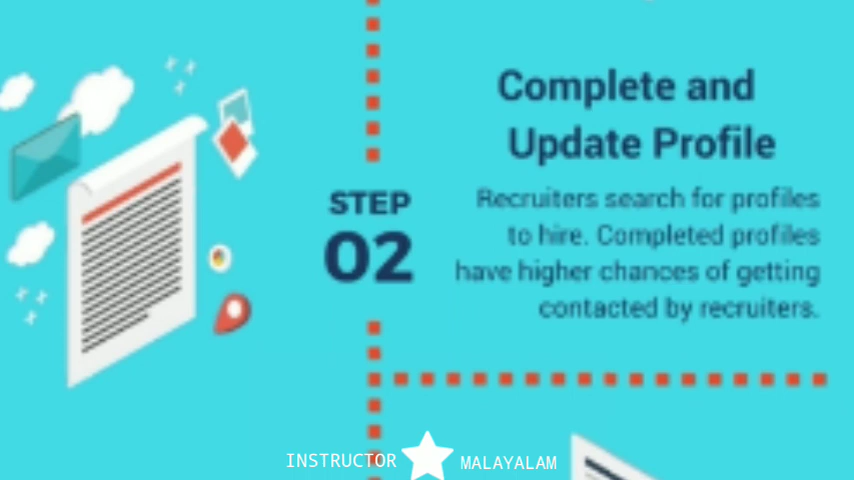 STEP
02
Complete and
Update Profile
Recruiters search for profiles
to hire. Completed profiles
have higher chances of getting
contacted by recruiters.
INSTRUCTOR MALAYALAM